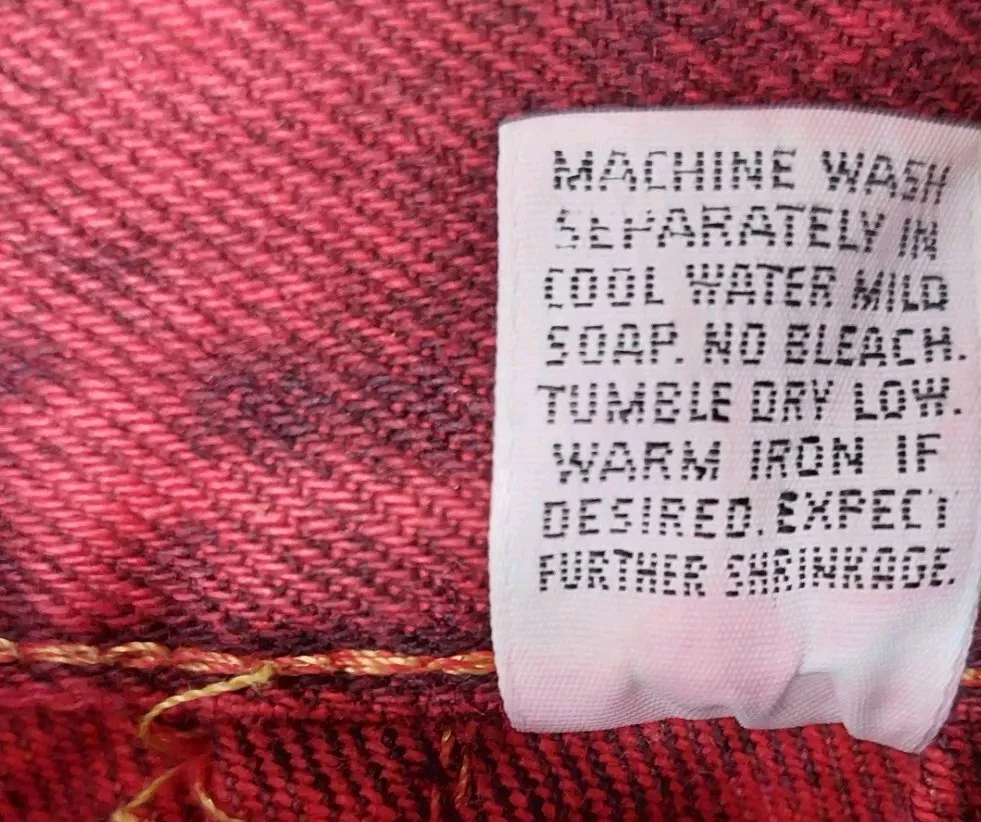 MACHINE WASH
SEPARATELY IN
COOL WATER MILD
SOAP. NO BLEACH.
TUMBLE DRY LOW.
WARM IRON IF
DESIRED. EXPECT
FURTHER SHRINKAGE.